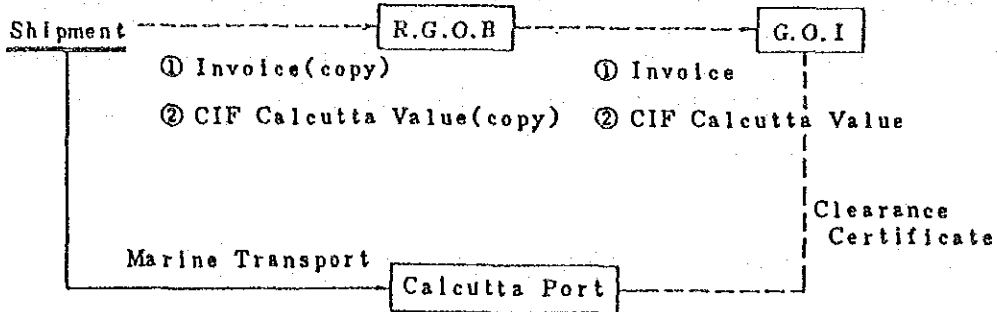 Shipment
R.G.O.B
G.O.I
① Invoice(copy)
① Invoice
② CIF Calcutta Value(copy)
② CIF Calcutta Value
Clearance
Certificate
Marine Transport
Calcutta Port